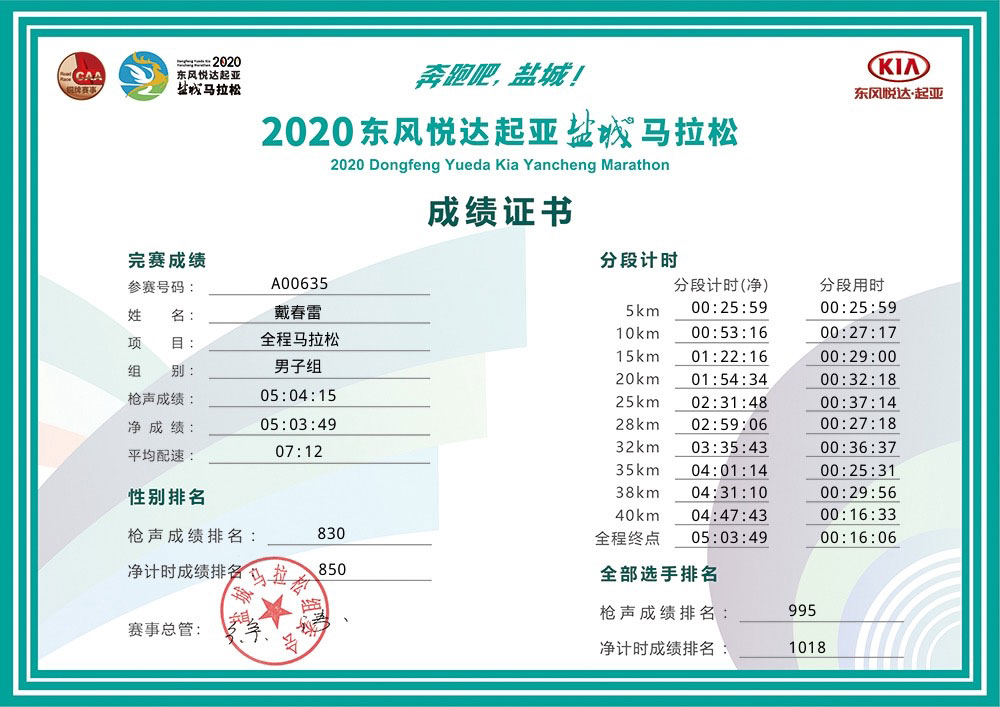 Road Race CAA
铜牌赛事
Dongfeng Yueda Kia
Yancheng Marathon 2020
东风悦达起亚
盐城马拉松
奔跑吧，盐城！
KIA
东风悦达·起亚
2020东风悦达起亚盐城马拉松
2020 Dongfeng Yueda Kia Yancheng Marathon
成绩证书
完赛成绩
参赛号码： A00635
姓 名： 戴春雷
项 目： 全程马拉松
组 别： 男子组
枪声成绩： 05:04:15
净 成 绩： 05:03:49
平均配速： 07:12
性别排名
枪声成绩排名： 830
净计时成绩排名： 850
赛事总管：
盐城马拉松组委会
分段计时
分段计时(净) 分段用时
5km 00:25:59 00:25:59
10km 00:53:16 00:27:17
15km 01:22:16 00:29:00
20km 01:54:34 00:32:18
25km 02:31:48 00:37:14
28km 02:59:06 00:27:18
32km 03:35:43 00:36:37
35km 04:01:14 00:25:31
38km 04:31:10 00:29:56
40km 04:47:43 00:16:33
全程终点 05:03:49 00:16:06
全部选手排名
枪声成绩排名： 995
净计时成绩排名： 1018